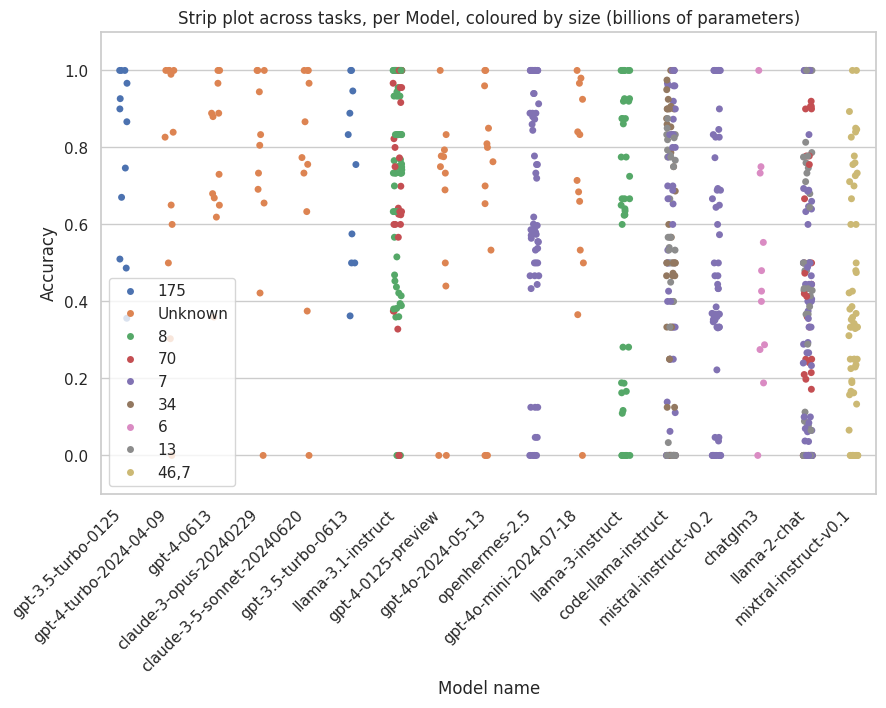 Strip plot across tasks, per Model, coloured by size (billions of parameters)
Accuracy
1.0
0.8
0.6
0.4
0.2
0.0
175
Unknown
8
70
7
34
6
13
46,7
gpt-3.5-turbo-0125
gpt-4-turbo-2024-04-09
gpt-4-0613
claude-3-opus-20240229
claude-3-5-sonnet-20240620
gpt-3.5-turbo-0613
llama-3.1-instruct
gpt-4-0125-preview
gpt-4o-2024-05-13
openhermes-2.5
gpt-4o-mini-2024-07-18
llama-3-instruct
code-llama-instruct
mistral-instruct-v0.2
chatglm3
llama-2-chat
mixtral-instruct-v0.1
Model name